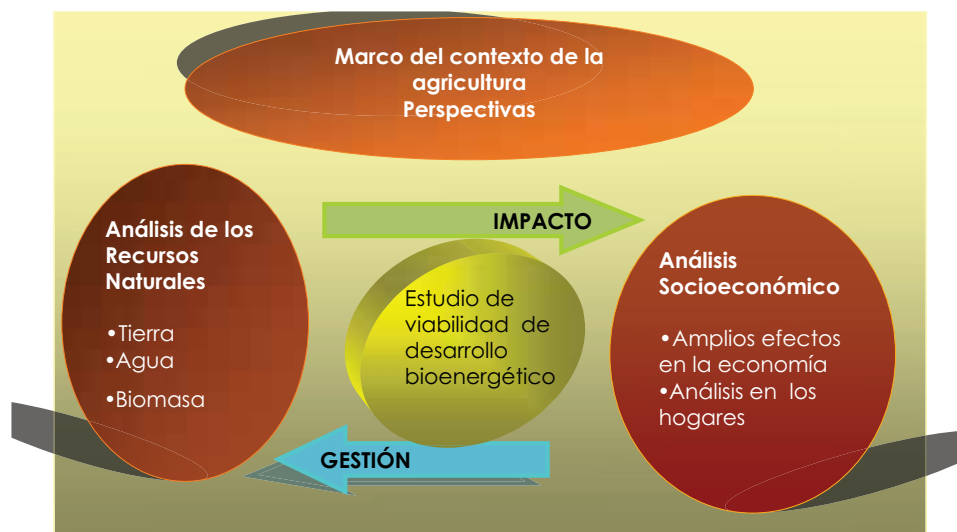 Marco del contexto de la
agricultura
Perspectivas
Análisis de los
Recursos
Naturales
•Tierra
•Agua
•Biomasa
IMPACTO
Estudio de
viabilidad de
desarrollo
bioenergético
GESTIÓN
Análisis
Socioeconómico
•Amplios efectos
en la economía
•Análisis en los
hogares